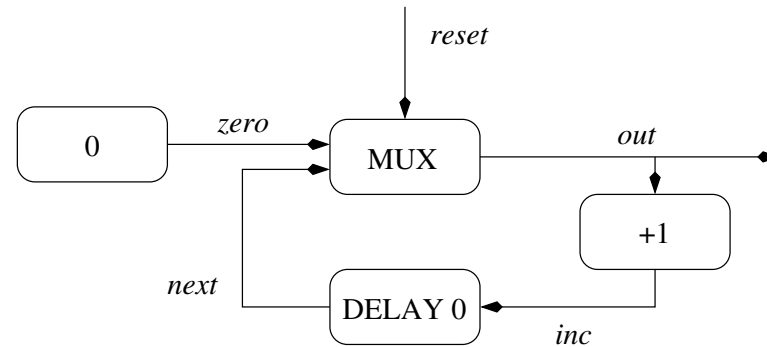 reset
zero
0
MUX
out
+1
next
DELAY 0
inc